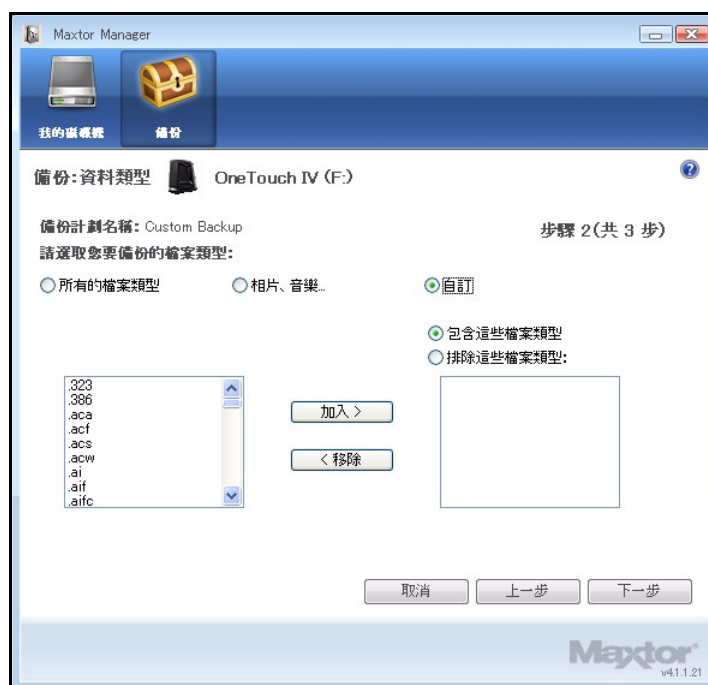 Maxtor Manager
我的磁碟機 備份
備份:資料類型 OneTouch IV (F:)
備份計劃名稱: Custom Backup
步驟 2(共 3 步)
請選取您要備份的檔案類型:
所有的檔案類型 相片、音樂... 自訂
包含這些檔案類型
排除這些檔案類型:
.323
.386
.aca
.acf
.acs
.acw
.ai
.aif
.aifc
加入 >
< 移除
取消 上一步 下一步
Maxtor
v4.1.1.21